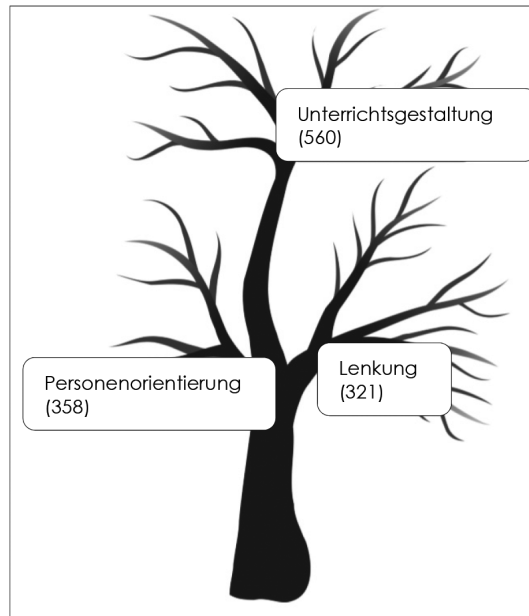 Unterrichtsgestaltung
(560)
Personenorientierung
(358)
Lenkung
(321)